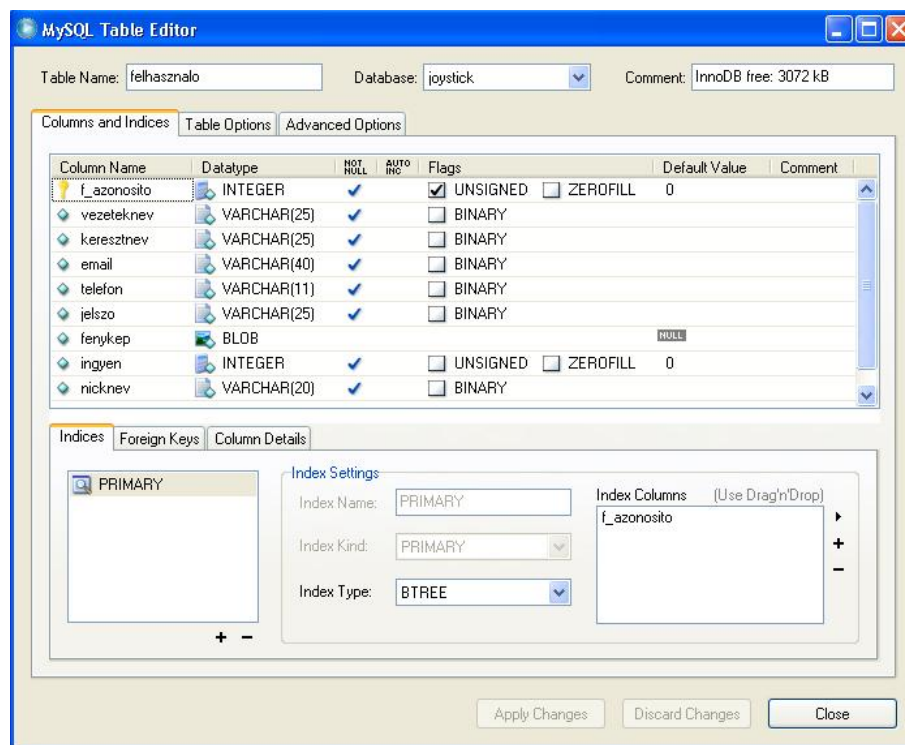 MySQL Table Editor
Table Name: felhasznalo Database: joystick Comment: InnoDB free: 3072 kB
Columns and Indices Table Options Advanced Options
Column Name Datatype NOT NULL AUTO INC Flags Default Value Comment
f_azonosito INTEGER UNSIGNED ZEROFILL 0
vezeteknev VARCHAR(25) BINARY
keresztnev VARCHAR(25) BINARY
email VARCHAR(40) BINARY
telefon VARCHAR(11) BINARY
jelszo VARCHAR(25) BINARY
fenykep BLOB NULL
ingyen INTEGER UNSIGNED ZEROFILL 0
nicknev VARCHAR(20) BINARY
Indices Foreign Keys Column Details
PRIMARY
Index Settings
Index Name: PRIMARY
Index Kind: PRIMARY
Index Type: BTREE
Index Columns (Use Drag'n'Drop)
f_azonosito
Apply Changes Discard Changes Close